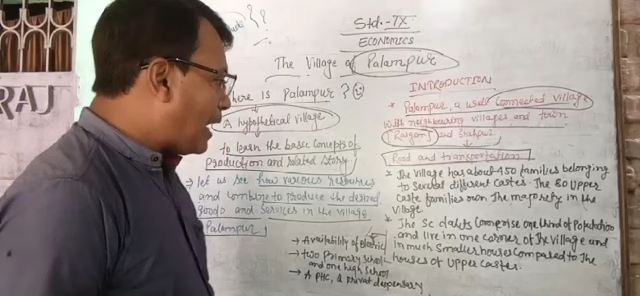 RAJ
Std:-IX
ECONOMICS
The Village of Palampur
here is Palampur ?
A hypothetical village
to learn the basic concepts of
production and related story
let us see how various resources
and combine to produce the desired
goods and services in the village
Palampur
→ Availability of Electric
→ two Primary School
and one high School
→ A PHC, & Privat dispensary
INTRODUCTION
* Palampur, a well Connected village
with neighbouring villages and town
Raiganj and Shahpur
Road and transportation
* The village has about 450 families belonging
to several different Castes. The 80 Upper
Caste families own The majority in the
village
* The Sc dalits Comprise one third of Population
and live in one corner of The village and
in much Smaller houses compared to The
houses of Upper Castes.